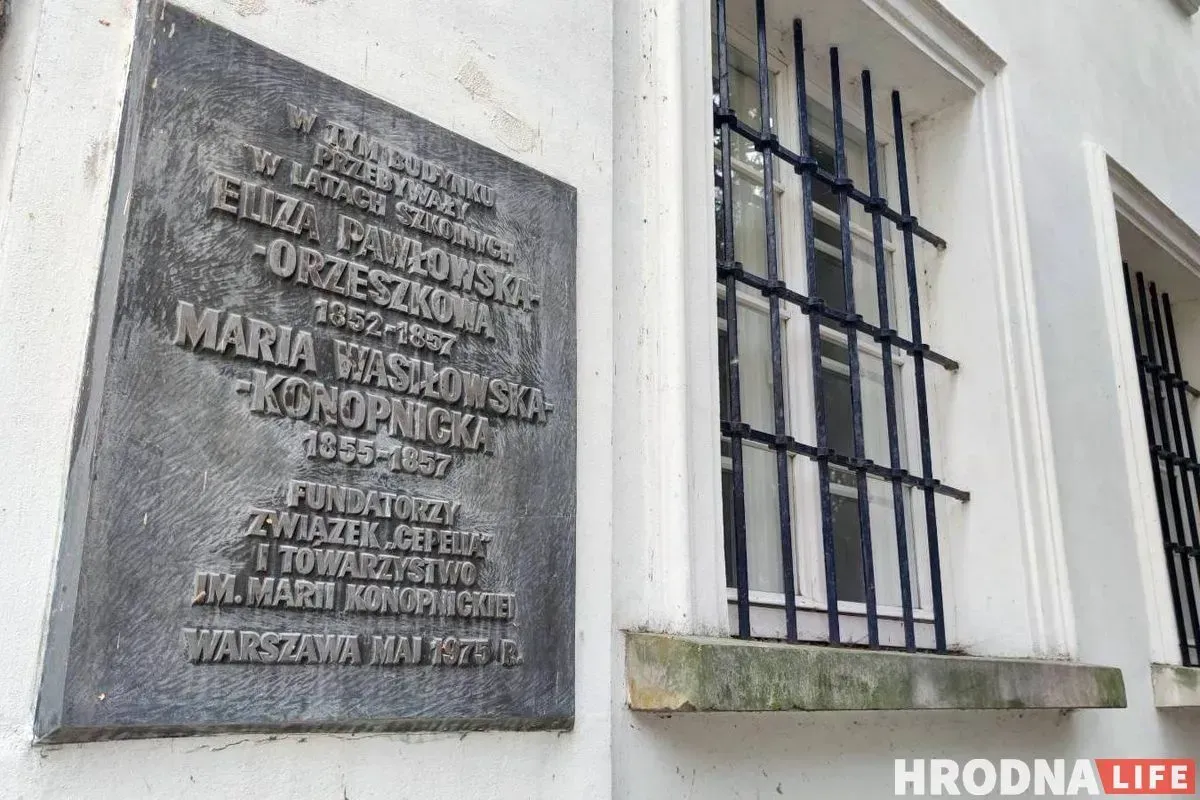 W TYM BUDYNKU
PRZEBYWAŁY
W LATACH SZKOLNYCH
ELIZA PAWŁOWSKA-
-ORZESZKOWA
1852-1857
MARIA WASIŁOWSKA-
-KONOPNICKA
1855-1857
FUNDATORZY
ZWIĄZEK „CEPELIA”
I TOWARZYSTWO
IM. MARII KONOPNICKIEJ
WARSZAWA MAJ 1975 R.
HRODNA LIFE